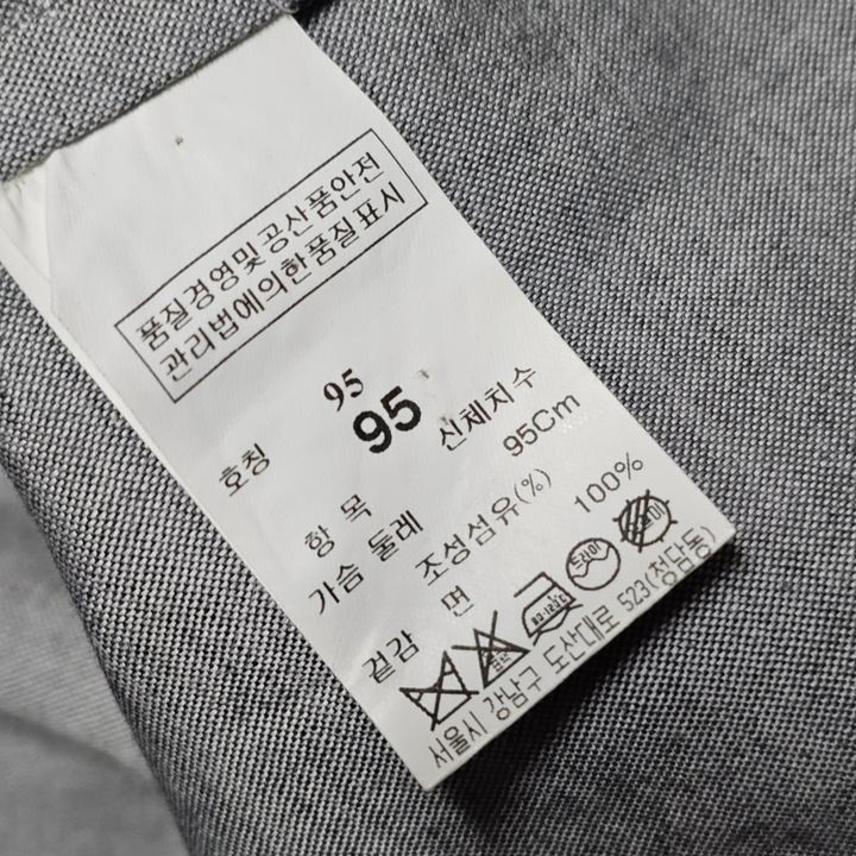 품질경영및공산품안전
관리법에의한품질표시
95
호칭 95
항 목 신체치수
가슴 둘레 95Cm
조성섬유(%)
겉감 면 100%
표백
드라이
서울시 강남구 도산대로 523(청담동)